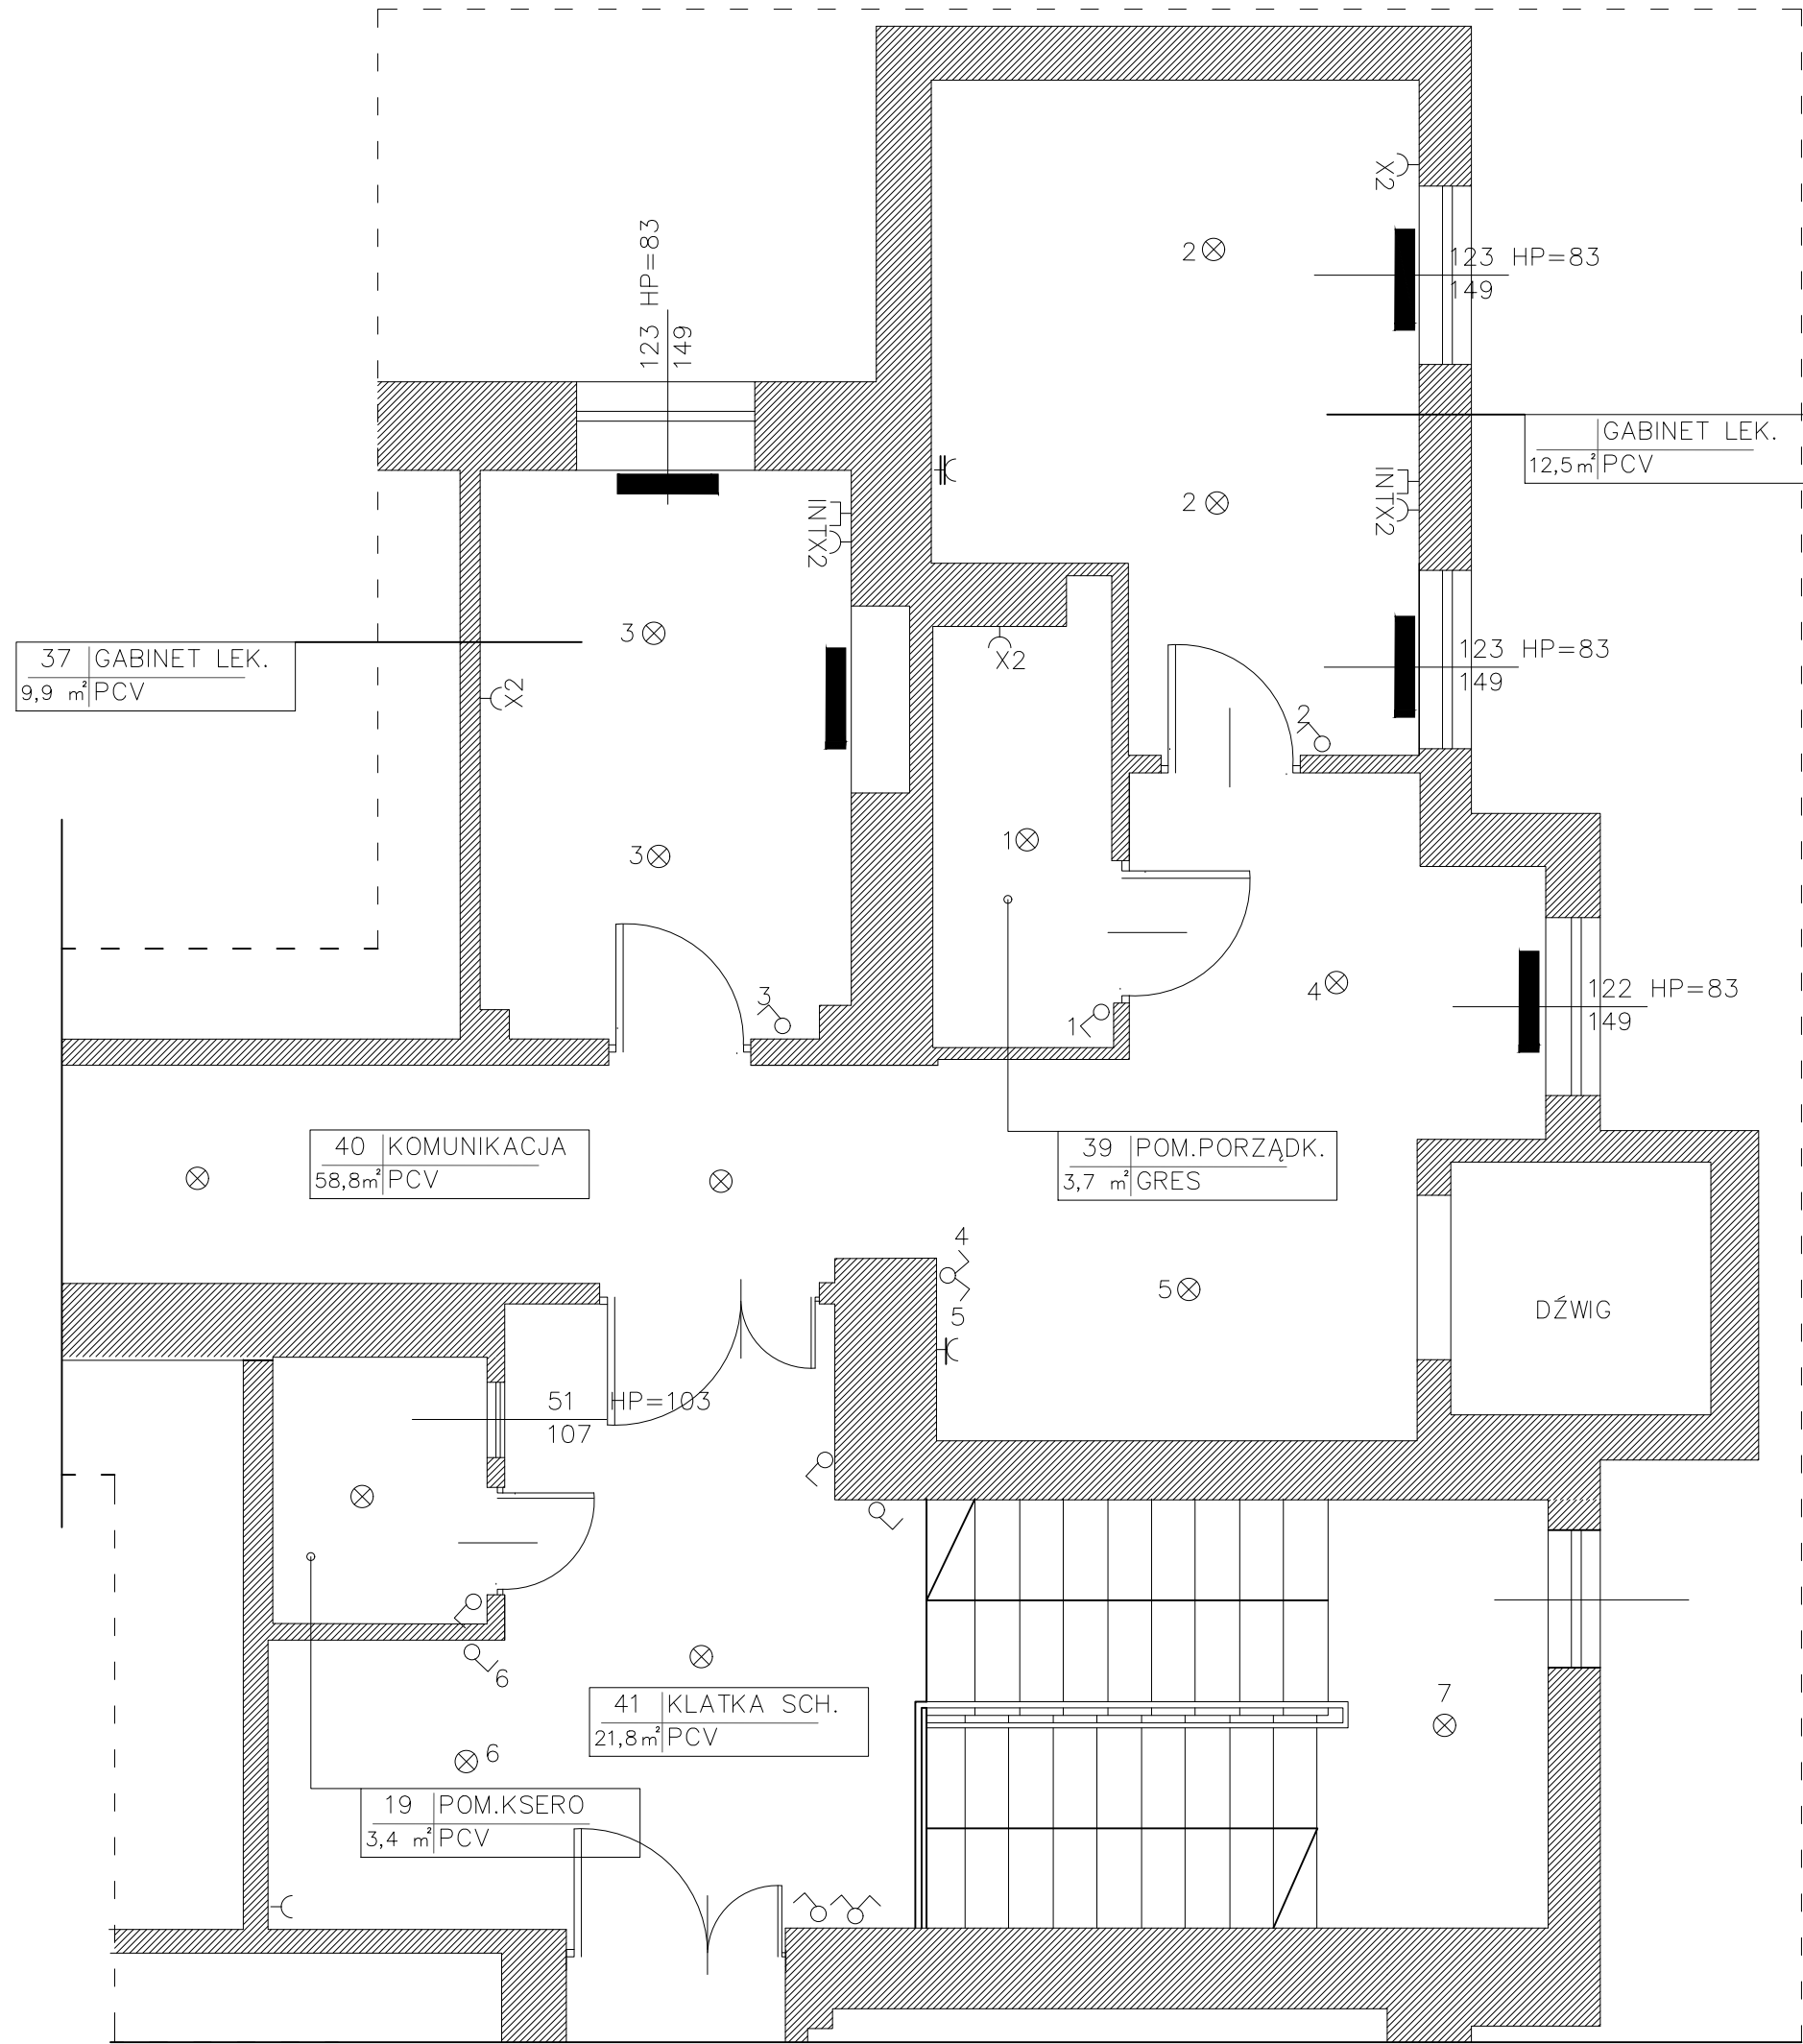 X2
2
123 HP=83
149
123 HP=83
149
GABINET LEK.
12,5 m² PCV
INT X2
2
INT X2
3
37 GABINET LEK.
9,9 m² PCV
X2
X2
123 HP=83
149
2
1
3
4
122 HP=83
149
3
1
40 KOMUNIKACJA
58,8m² PCV
39 POM.PORZĄDK.
3,7 m² GRES
4
5
5
DŹWIG
51 HP=103
107
6
41 KLATKA SCH.
21,8m² PCV
7
6
19 POM.KSERO
3,4 m² PCV